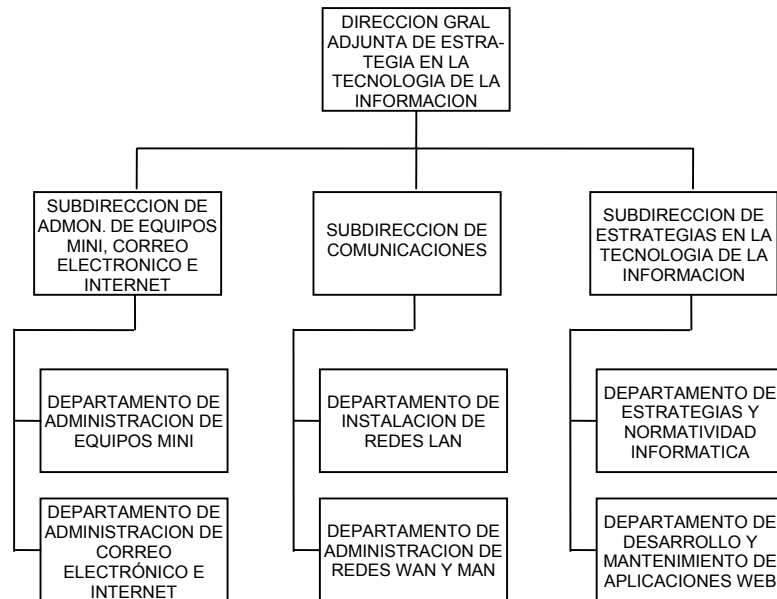 DIRECCION GRAL
ADJUNTA DE ESTRA-
TEGIA EN LA
TECNOLOGIA DE LA
INFORMACION
SUBDIRECCION DE
ADMON. DE EQUIPOS
MINI, CORREO
ELECTRONICO E
INTERNET
SUBDIRECCION DE
COMUNICACIONES
SUBDIRECCION DE
ESTRATEGIAS EN LA
TECNOLOGIA DE LA
INFORMACION
DEPARTAMENTO DE
ADMINISTRACION DE
EQUIPOS MINI
DEPARTAMENTO DE
INSTALACION DE
REDES LAN
DEPARTAMENTO DE
ESTRATEGIAS Y
NORMATIVIDAD
INFORMATICA
DEPARTAMENTO DE
ADMINISTRACION DE
CORREO
ELECTRÓNICO E
INTERNET
DEPARTAMENTO DE
ADMINISTRACION DE
REDES WAN Y MAN
DEPARTAMENTO DE
DESARROLLO Y
MANTENIMIENTO DE
APLICACIONES WEB